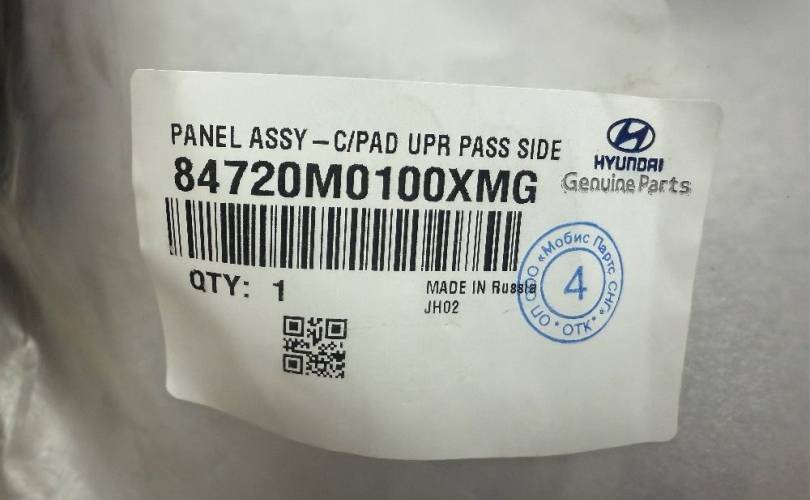 PANEL ASSY – C/PAD UPR PASS SIDE
84720M0100XMG
HYUNDAI
Genuine Parts
QTY: 1
MADE IN Russia
JH02
ПО ООО «Мобис Партс СНГ» * ОТК *
4